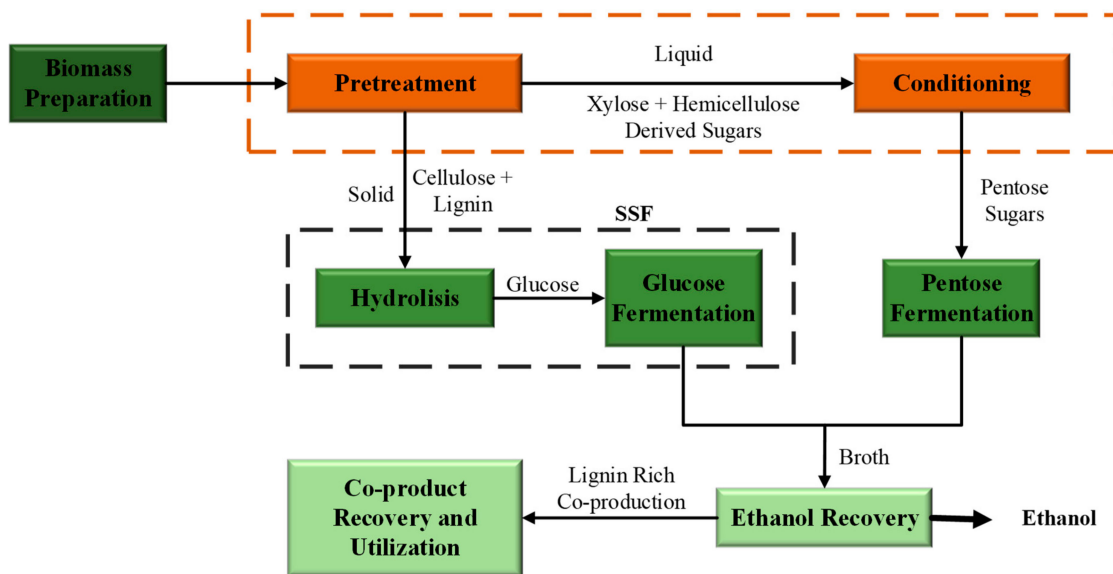 Biomass
Preparation
Pretreatment
Liquid
Xylose + Hemicellulose
Derived Sugars
Conditioning
Solid
Cellulose +
Lignin
Pentose
Sugars
SSF
Hydrolisis
Glucose
Glucose
Fermentation
Pentose
Fermentation
Broth
Co-product
Recovery and
Utilization
Lignin Rich
Co-production
Ethanol Recovery
Ethanol